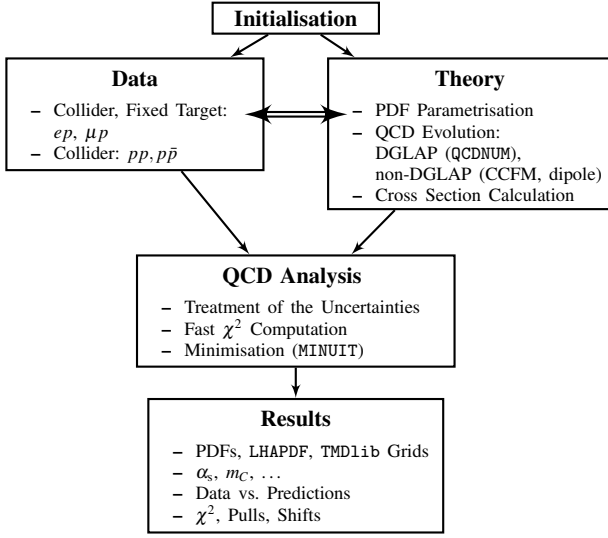 Initialisation
Data
– Collider, Fixed Target:
ep, μp
– Collider: pp, pp̄
Theory
– PDF Parametrisation
– QCD Evolution:
DGLAP (QCDNUM),
non-DGLAP (CCFM, dipole)
– Cross Section Calculation
QCD Analysis
– Treatment of the Uncertainties
– Fast χ² Computation
– Minimisation (MINUIT)
Results
– PDFs, LHAPDF, TMDlib Grids
– αₛ, m_C, …
– Data vs. Predictions
– χ², Pulls, Shifts